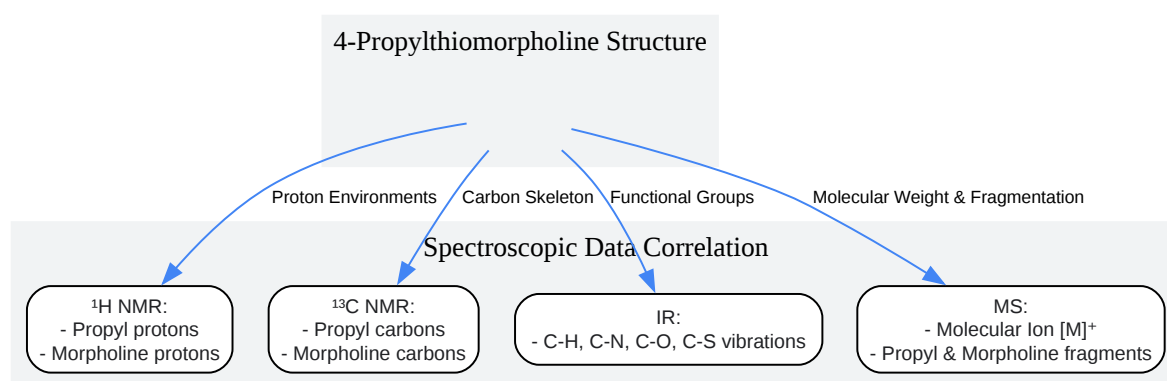 4-Propylthiomorpholine Structure
Proton Environments
Carbon Skeleton
Functional Groups
Molecular Weight & Fragmentation
Spectroscopic Data Correlation
¹H NMR:
- Propyl protons
- Morpholine protons
¹³C NMR:
- Propyl carbons
- Morpholine carbons
IR:
- C-H, C-N, C-O, C-S vibrations
MS:
- Molecular Ion [M]⁺
- Propyl & Morpholine fragments